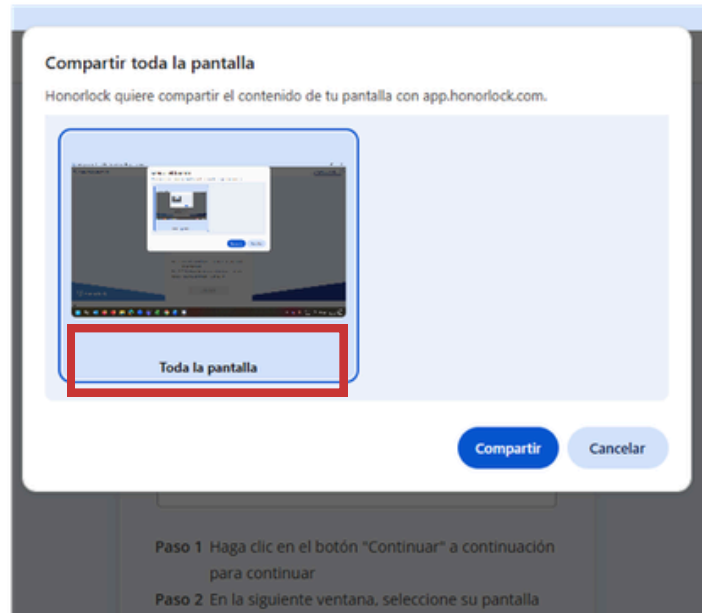 Compartir toda la pantalla
Honorlock quiere compartir el contenido de tu pantalla con app.honorlock.com.
Toda la pantalla
Compartir
Cancelar
Paso 1 Haga clic en el botón "Continuar" a continuación
para continuar
Paso 2 En la siguiente ventana, seleccione su pantalla